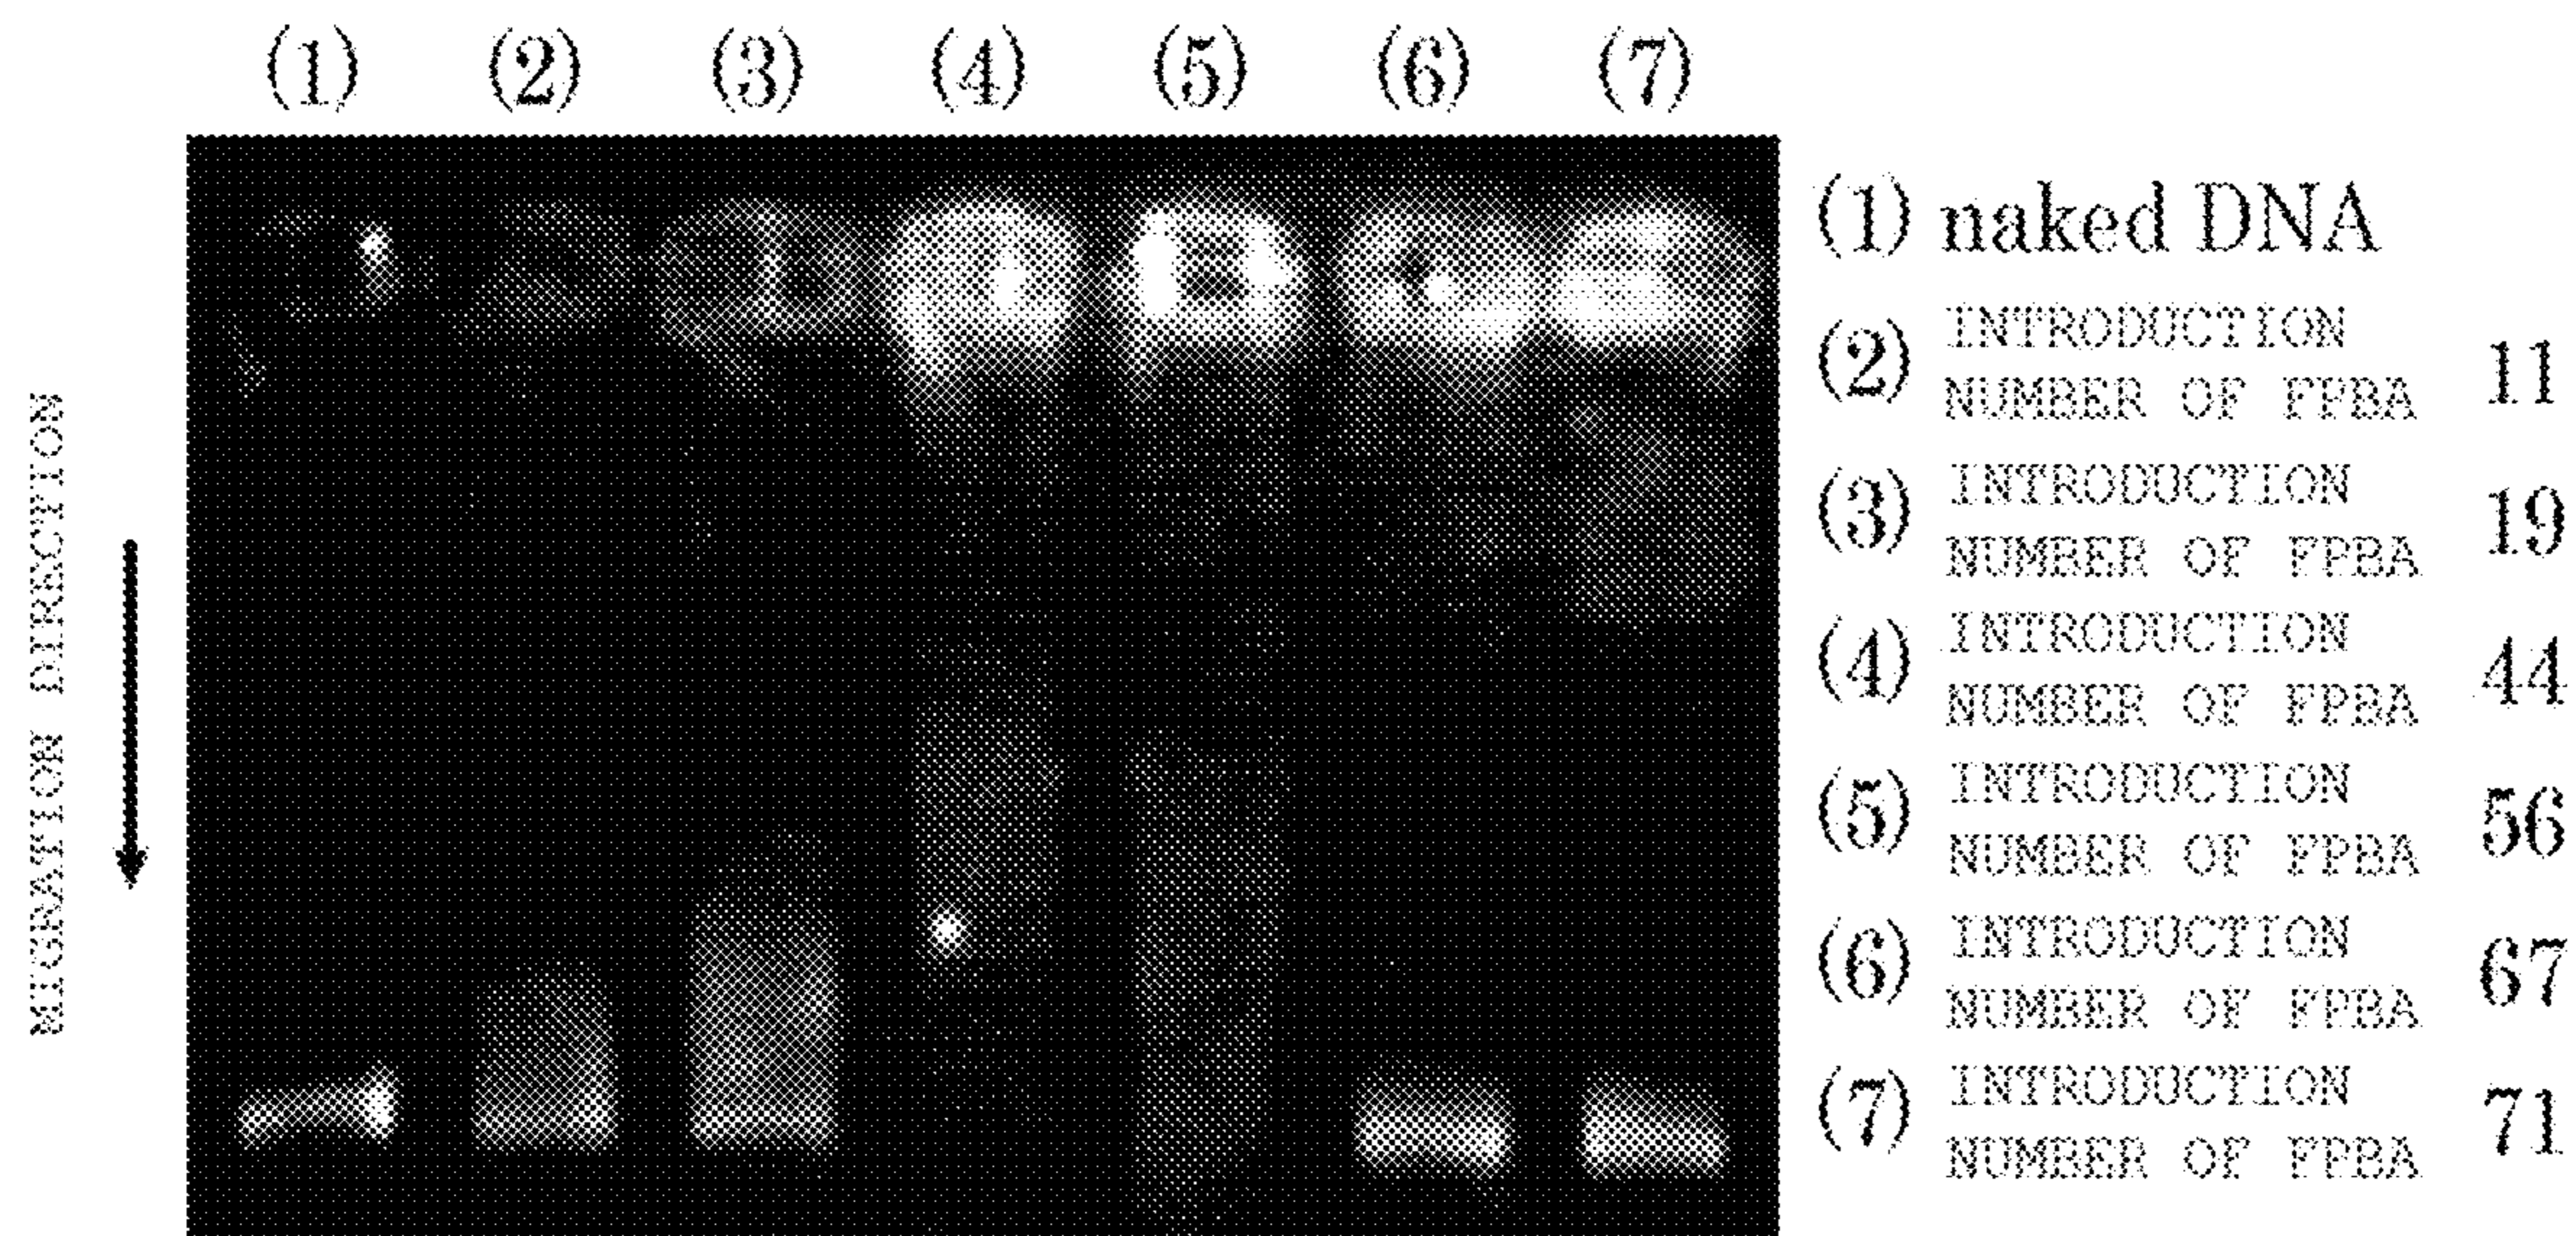 (1) (2) (3) (4) (5) (6) (7)
MIGRATION DIRECTION
(1) naked DNA
(2) INTRODUCTION
NUMBER OF FPBA 11
(3) INTRODUCTION
NUMBER OF FPBA 19
(4) INTRODUCTION
NUMBER OF FPBA 44
(5) INTRODUCTION
NUMBER OF FPBA 56
(6) INTRODUCTION
NUMBER OF FPBA 67
(7) INTRODUCTION
NUMBER OF FPBA 71